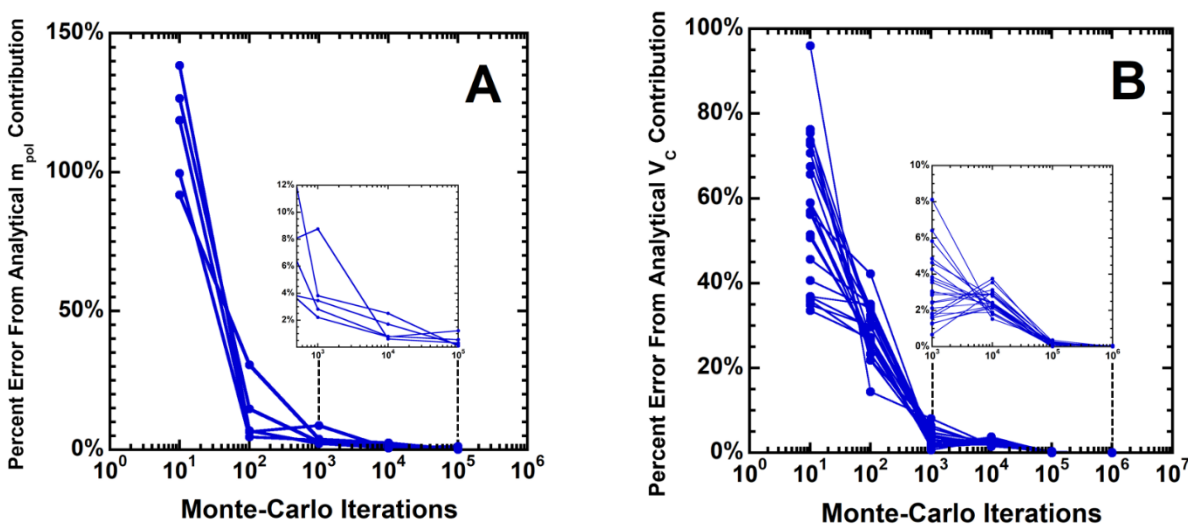 A
Percent Error From Analytical m_pol Contribution
150%
100%
50%
0%
10^0 10^1 10^2 10^3 10^4 10^5 10^6
Monte-Carlo Iterations
12%
10%
8%
6%
4%
2%
10^3 10^4 10^5
B
Percent Error From Analytical V_C Contribution
100%
80%
60%
40%
20%
0%
10^0 10^1 10^2 10^3 10^4 10^5 10^6 10^7
Monte-Carlo Iterations
10%
8%
6%
4%
2%
0%
10^3 10^4 10^5 10^6